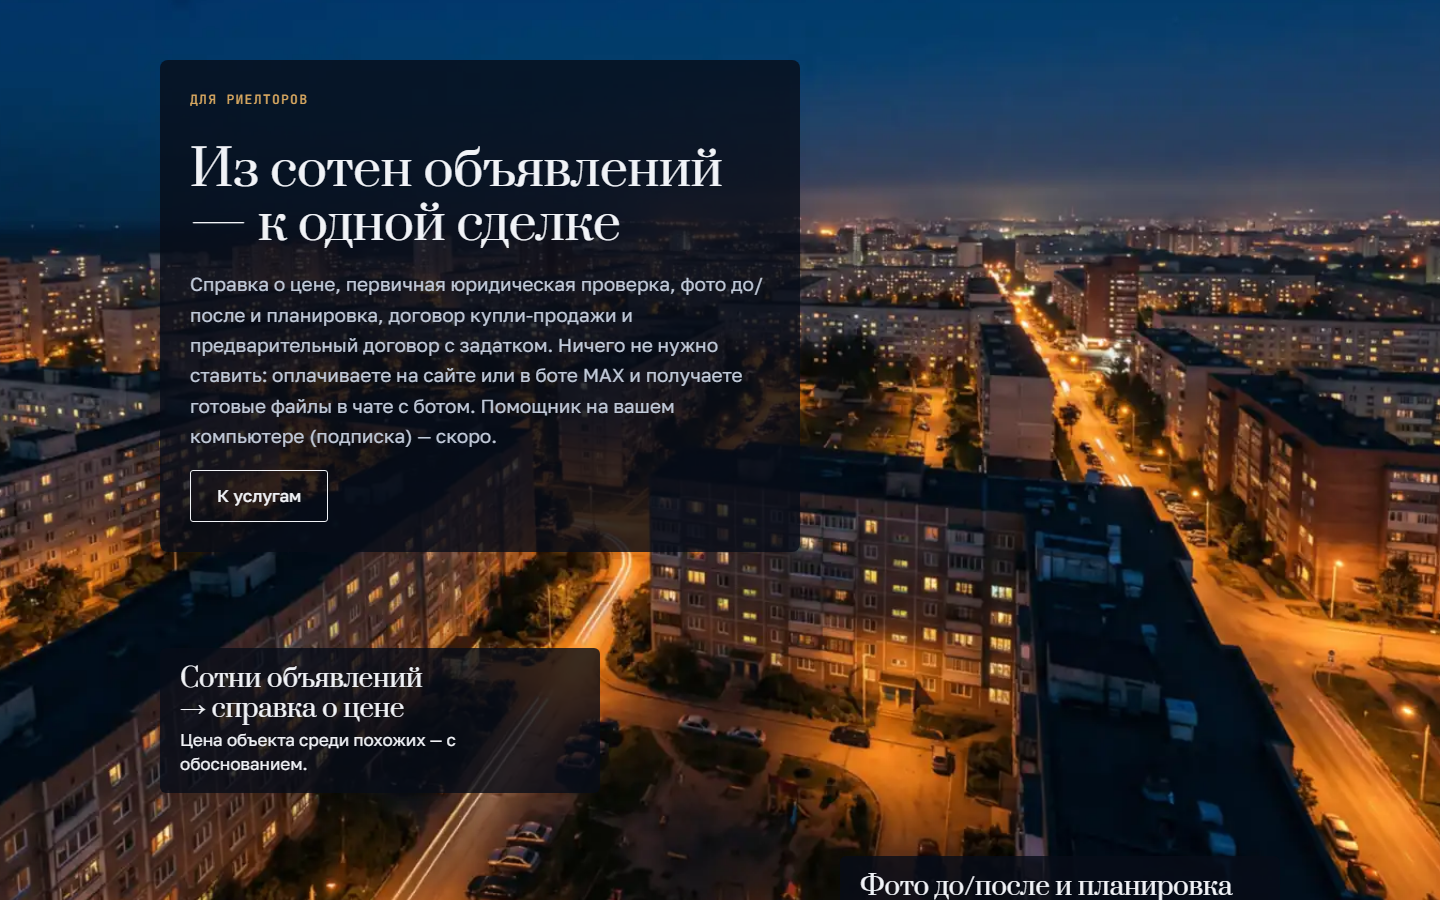 ДЛЯ РИЕЛТОРОВ
Из сотен объявлений
— к одной сделке
Справка о цене, первичная юридическая проверка, фото до/
после и планировка, договор купли-продажи и
предварительный договор с задатком. Ничего не нужно
ставить: оплачиваете на сайте или в боте MAX и получаете
готовые файлы в чате с ботом. Помощник на вашем
компьютере (подписка) — скоро.
К услугам
Сотни объявлений
→ справка о цене
Цена объекта среди похожих — с
обоснованием.
Фото до/после и планировка